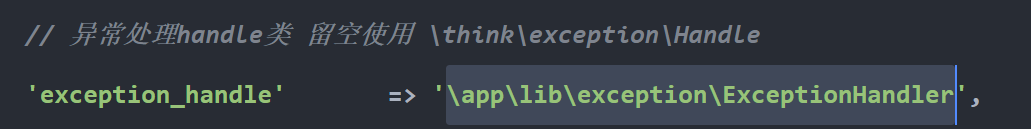 // 异常处理handle类 留空使用 \think\exception\Handle
'exception_handle' => '\app\lib\exception\ExceptionHandler',